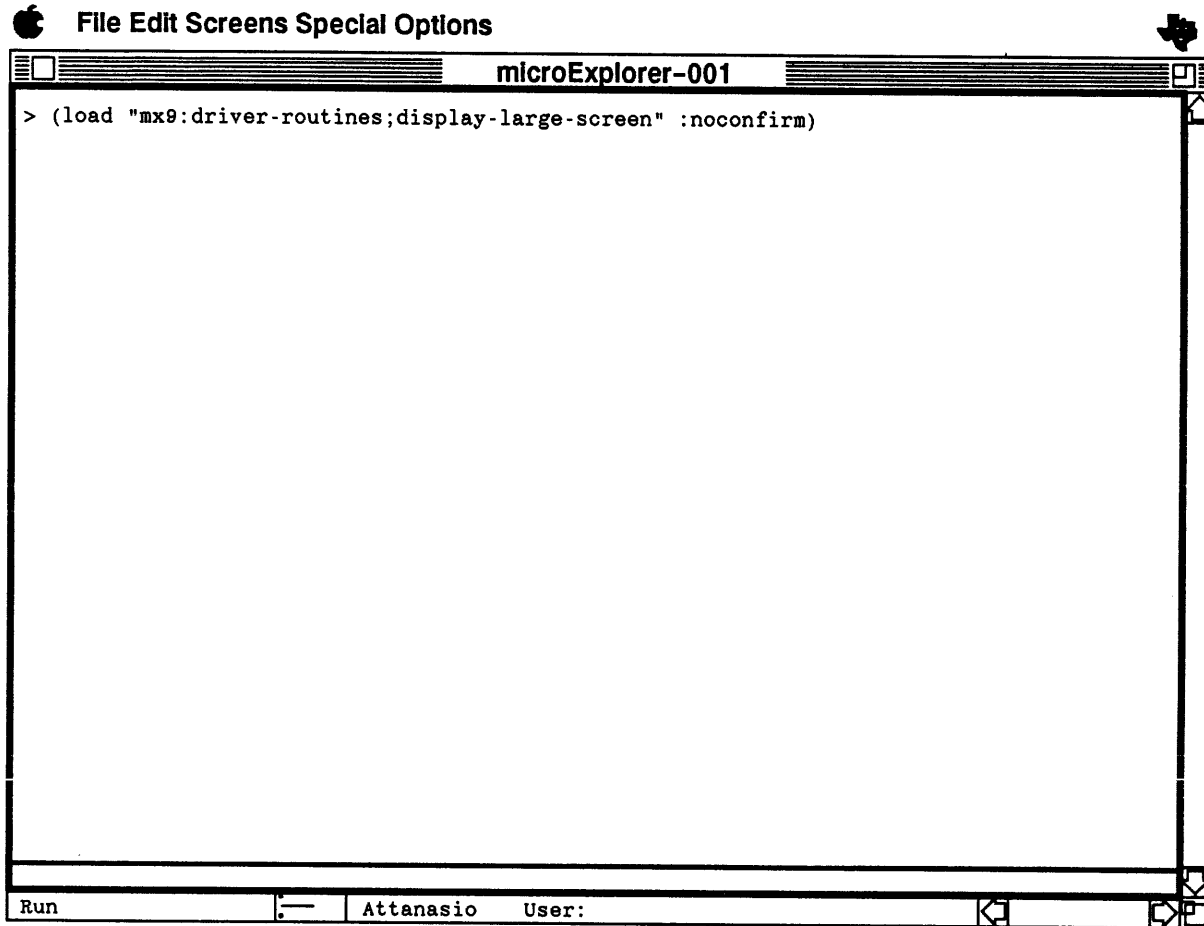 File Edit Screens Special Options
microExplorer-001
> (load "mx9:driver-routines;display-large-screen" :noconfirm)
Run Attanasio User: